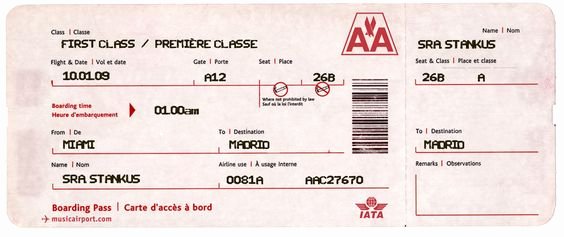 Class | Classe
FIRST CLASS / PREMIÈRE CLASSE
Flight & Date | Vol et date
Gate | Porte
Seat | Place
10.01.09
A12
26B
Where not prohibited by law
Sauf où la loi l'interdit
Boarding time
Heure d'embarquement
01.00am
From | De
To | Destination
MIAMI
MADRID
Name | Nom
Airline use | À usage interne
SRA STANKUS
0081A
AAC27670
Boarding Pass | Carte d'accès à bord
musicairport.com
AA
IATA
Name | Nom
SRA STANKUS
Seat & Class | Place et classe
26B A
To | Destination
MADRID
Remarks | Observations